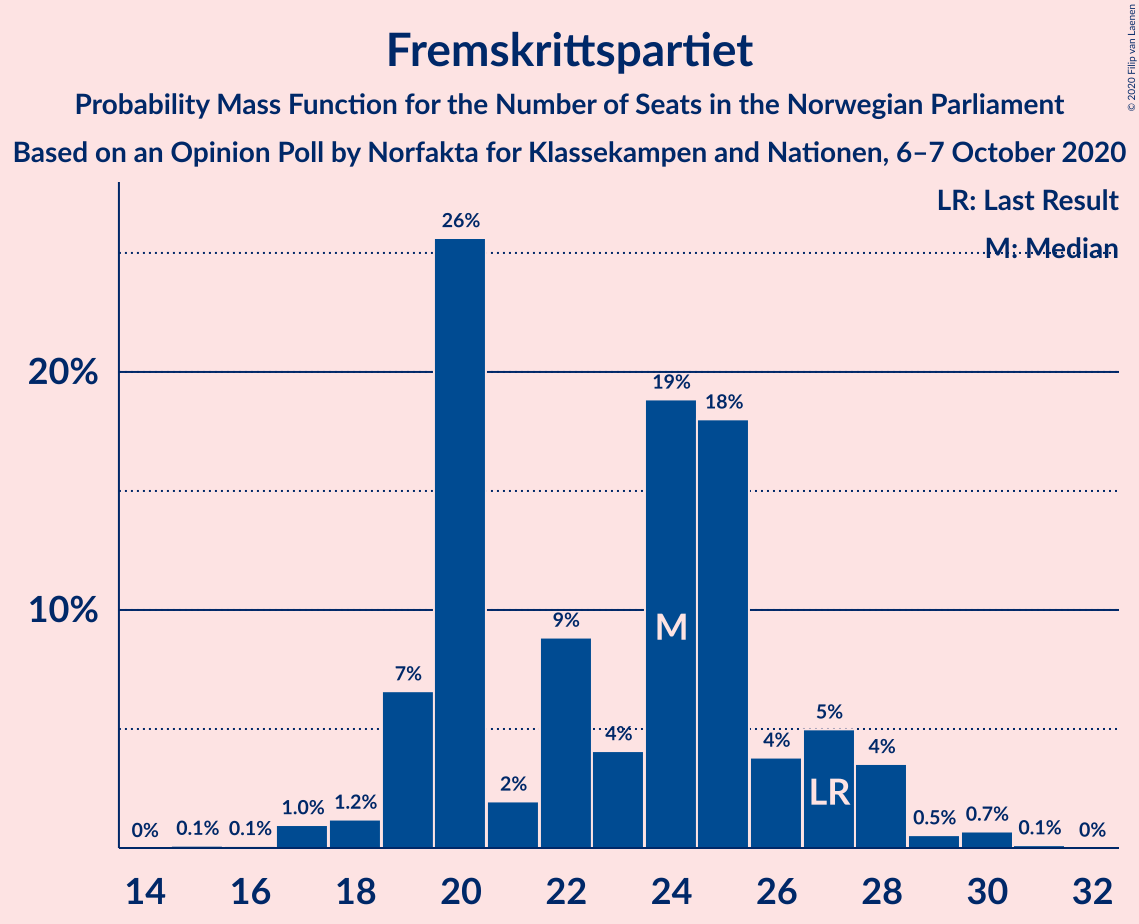 Fremskrittspartiet
Probability Mass Function for the Number of Seats in the Norwegian Parliament
Based on an Opinion Poll by Norfakta for Klassekampen and Nationen, 6–7 October 2020
© 2020 Filip van Laenen
LR: Last Result
M: Median
20%
10%
0%
0.1%
0.1%
1.0%
1.2%
7%
26%
2%
9%
4%
19%
18%
4%
5%
4%
0.5%
0.7%
0.1%
0%
M
LR
14 16 18 20 22 24 26 28 30 32